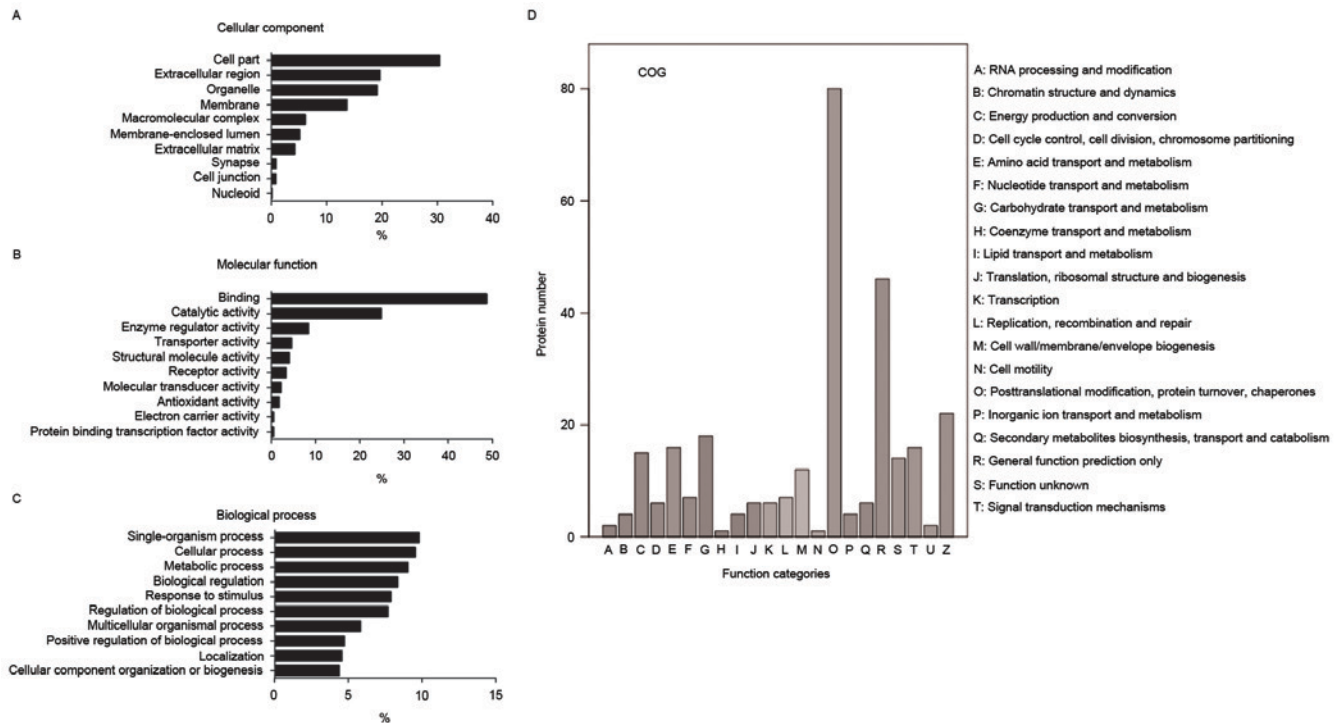 A
Cellular component
Cell part
Extracellular region
Organelle
Membrane
Macromolecular complex
Membrane-enclosed lumen
Extracellular matrix
Synapse
Cell junction
Nucleoid
0 10 20 30 40
%
B
Molecular function
Binding
Catalytic activity
Enzyme regulator activity
Transporter activity
Structural molecule activity
Receptor activity
Molecular transducer activity
Antioxidant activity
Electron carrier activity
Protein binding transcription factor activity
0 10 20 30 40 50
%
C
Biological process
Single-organism process
Cellular process
Metabolic process
Biological regulation
Response to stimulus
Regulation of biological process
Multicellular organismal process
Positive regulation of biological process
Localization
Cellular component organization or biogenesis
0 5 10 15
%
D
COG
80
60
40
20
0
Protein number
A B C D E F G H I J K L M N O P Q R S T U Z
Function categories
A: RNA processing and modification
B: Chromatin structure and dynamics
C: Energy production and conversion
D: Cell cycle control, cell division, chromosome partitioning
E: Amino acid transport and metabolism
F: Nucleotide transport and metabolism
G: Carbohydrate transport and metabolism
H: Coenzyme transport and metabolism
I: Lipid transport and metabolism
J: Translation, ribosomal structure and biogenesis
K: Transcription
L: Replication, recombination and repair
M: Cell wall/membrane/envelope biogenesis
N: Cell motility
O: Posttranslational modification, protein turnover, chaperones
P: Inorganic ion transport and metabolism
Q: Secondary metabolites biosynthesis, transport and catabolism
R: General function prediction only
S: Function unknown
T: Signal transduction mechanisms